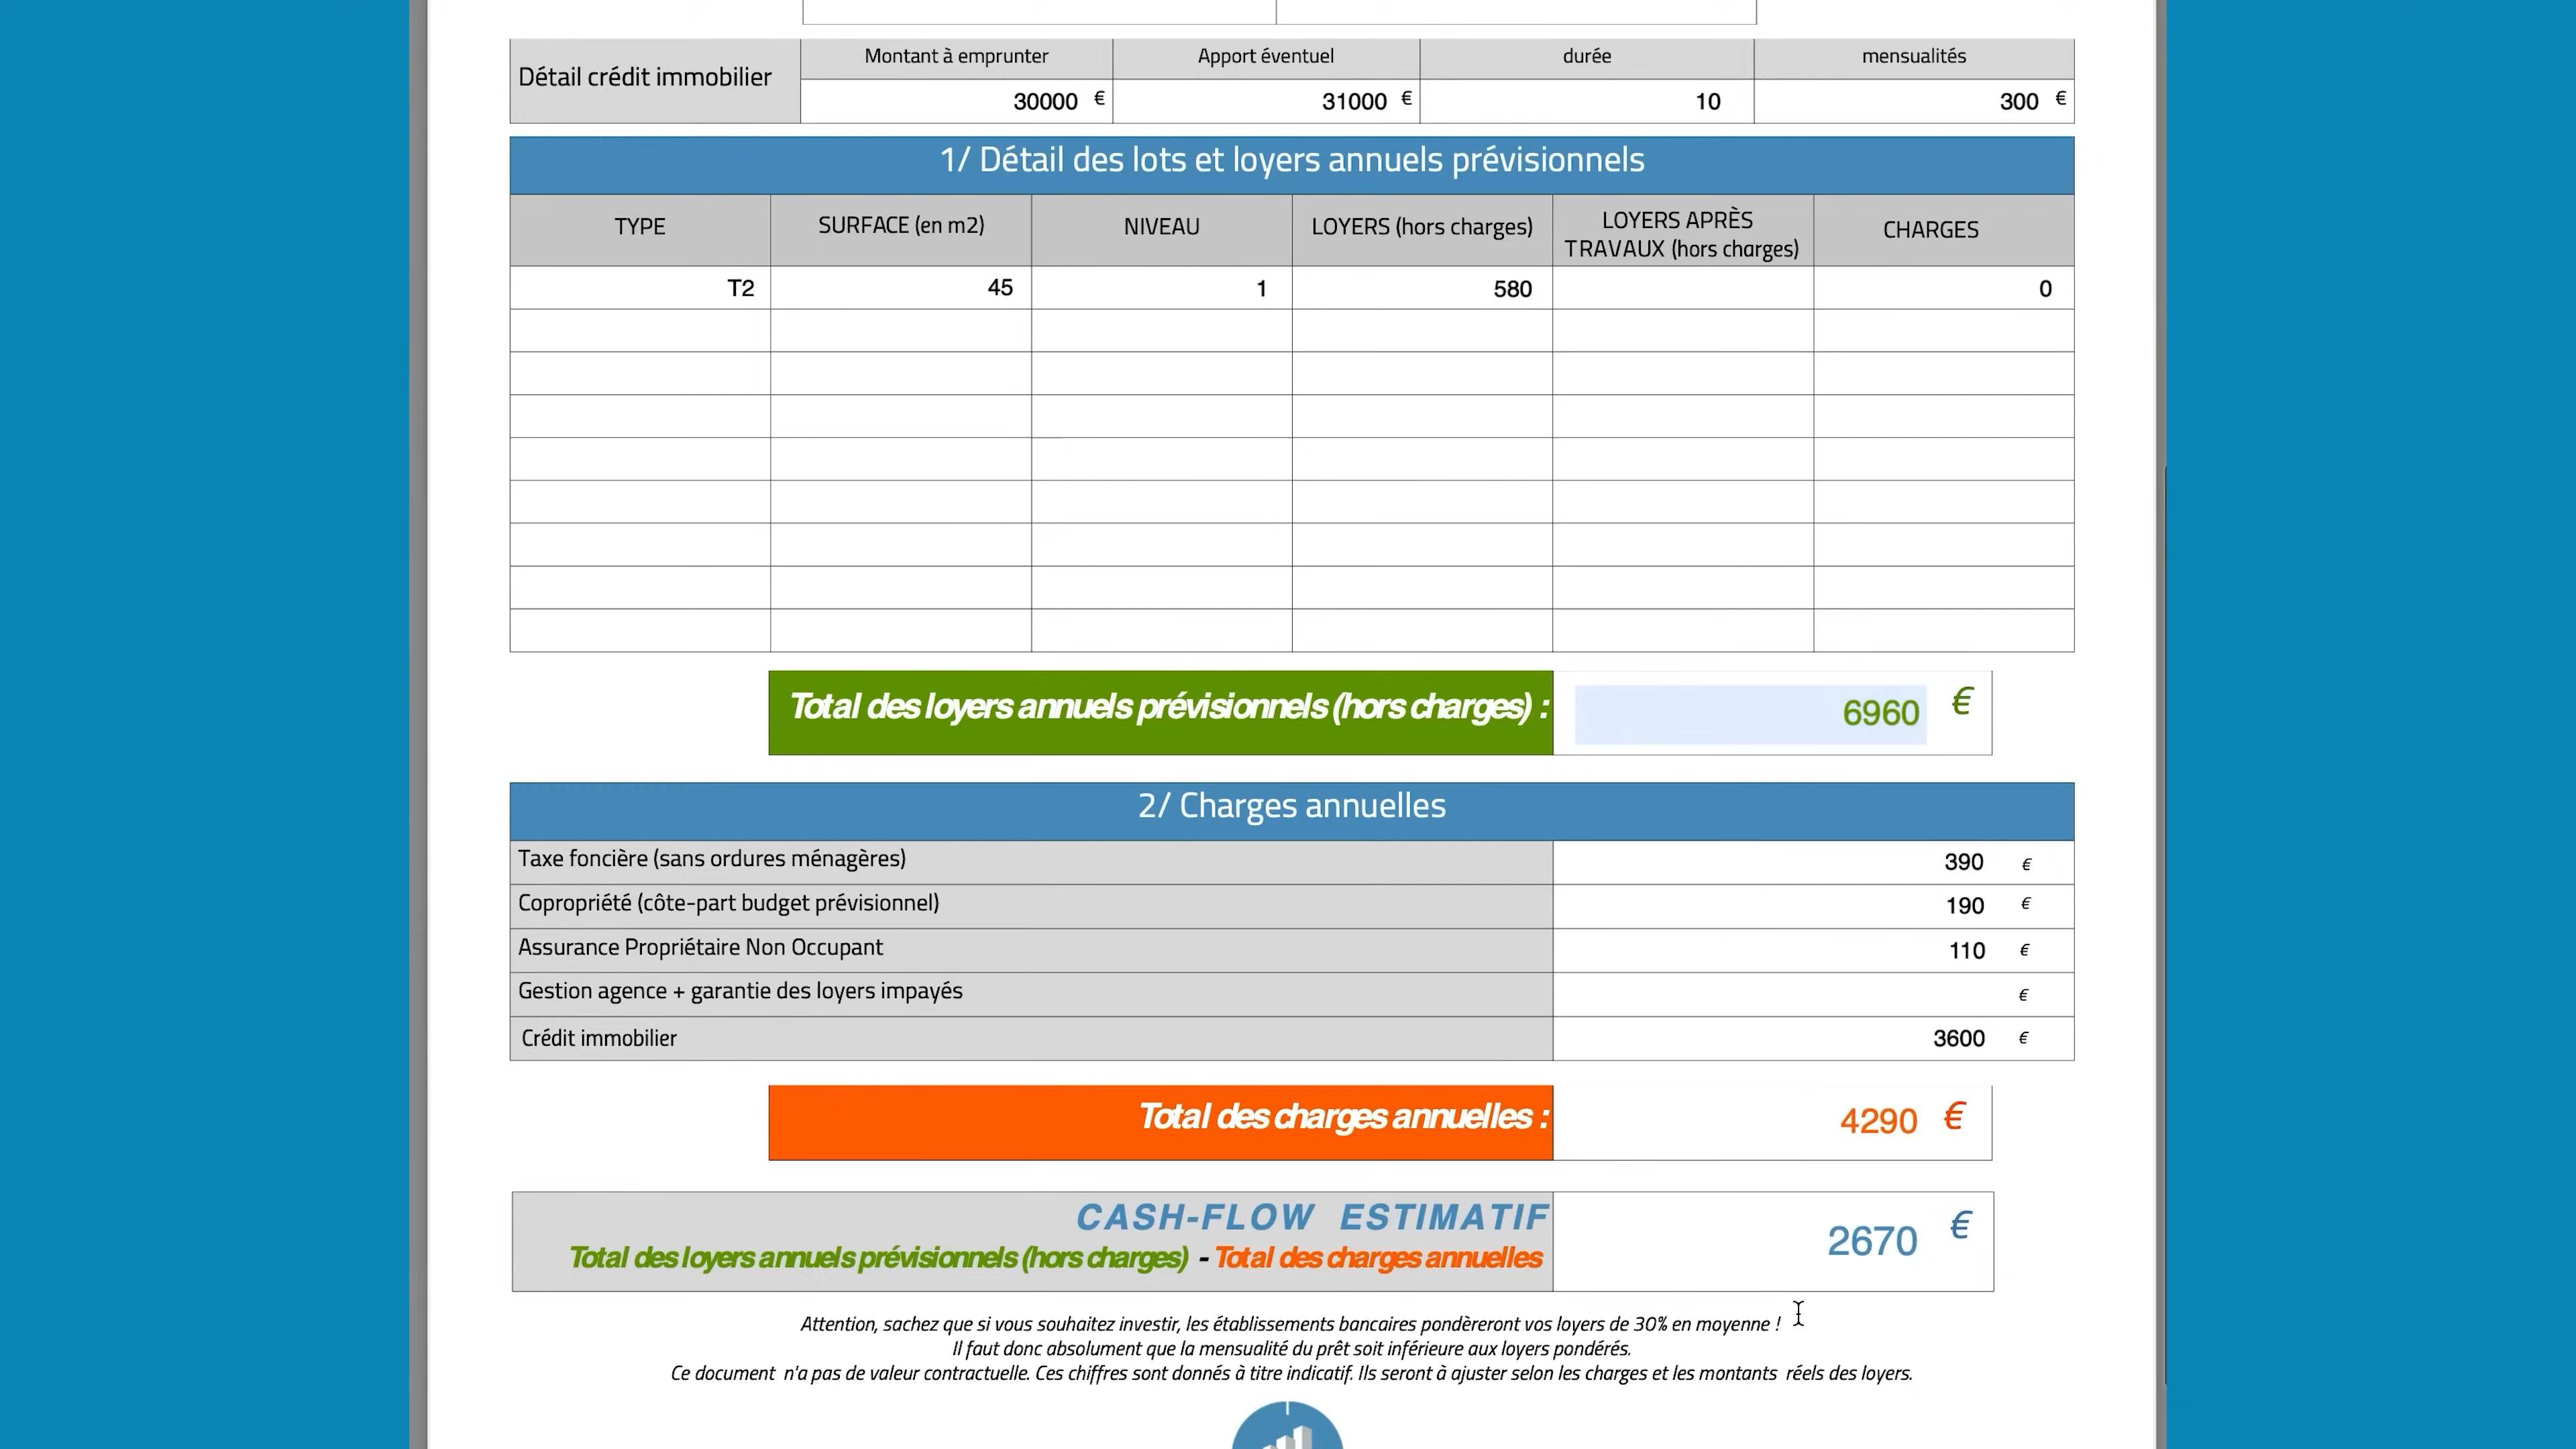 Détail crédit immobilier
Montant à emprunter
Apport éventuel
durée
mensualités
30000 €
31000 €
10
300 €
1/ Détail des lots et loyers annuels prévisionnels
TYPE
SURFACE (en m2)
NIVEAU
LOYERS (hors charges)
LOYERS APRÈS
TRAVAUX (hors charges)
CHARGES
T2
45
1
580
0
Total des loyers annuels prévisionnels (hors charges) :
6960 €
2/ Charges annuelles
Taxe foncière (sans ordures ménagères)
390 €
Copropriété (côte-part budget prévisionnel)
190 €
Assurance Propriétaire Non Occupant
110 €
Gestion agence + garantie des loyers impayés
€
Crédit immobilier
3600 €
Total des charges annuelles :
4290 €
CASH-FLOW ESTIMATIF
Total des loyers annuels prévisionnels (hors charges) - Total des charges annuelles
2670 €
Attention, sachez que si vous souhaitez investir, les établissements bancaires pondèreront vos loyers de 30% en moyenne !
Il faut donc absolument que la mensualité du prêt soit inférieure aux loyers pondérés.
Ce document n'a pas de valeur contractuelle. Ces chiffres sont donnés à titre indicatif. Ils seront à ajuster selon les charges et les montants réels des loyers.